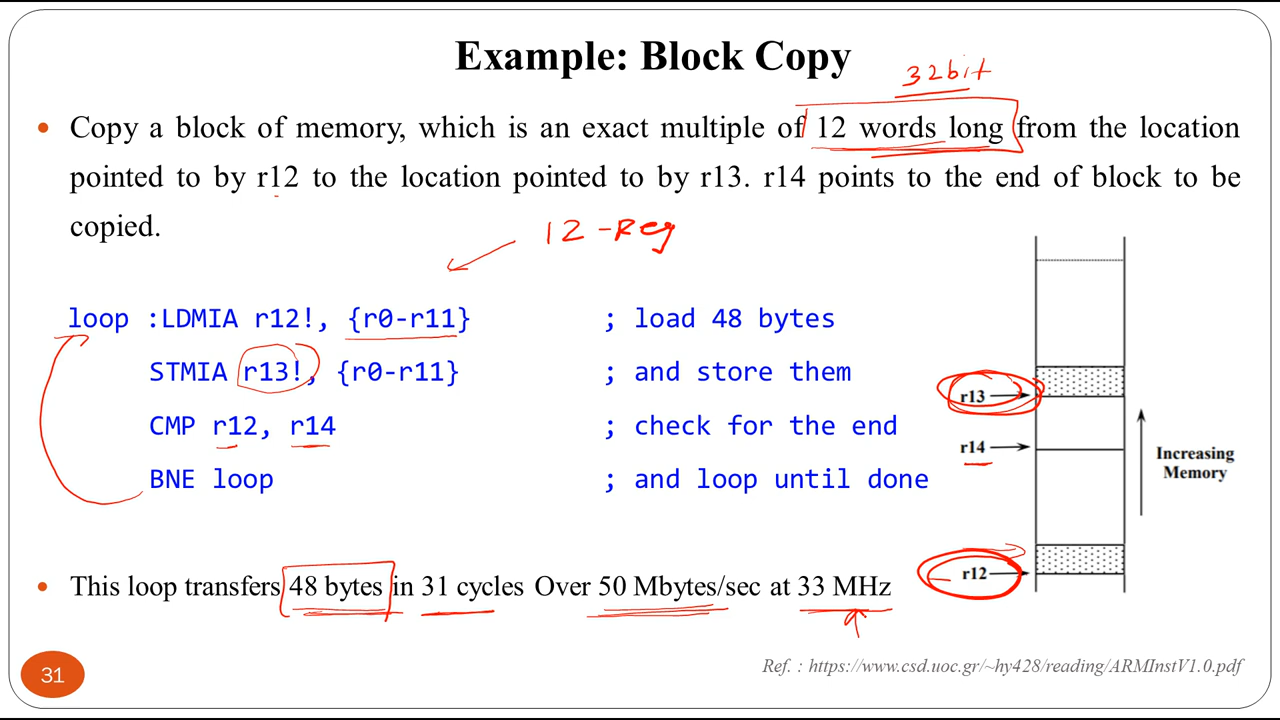 Example: Block Copy
32bit
• Copy a block of memory, which is an exact multiple of 12 words long from the location
pointed to by r12 to the location pointed to by r13. r14 points to the end of block to be
copied.
12-Reg
loop :LDMIA r12!, {r0-r11} ; load 48 bytes
STMIA r13!, {r0-r11} ; and store them
CMP r12, r14 ; check for the end
BNE loop ; and loop until done
r13
r14
Increasing
Memory
r12
• This loop transfers 48 bytes in 31 cycles Over 50 Mbytes/sec at 33 MHz
31
Ref. : https://www.csd.uoc.gr/~hy428/reading/ARMInstV1.0.pdf